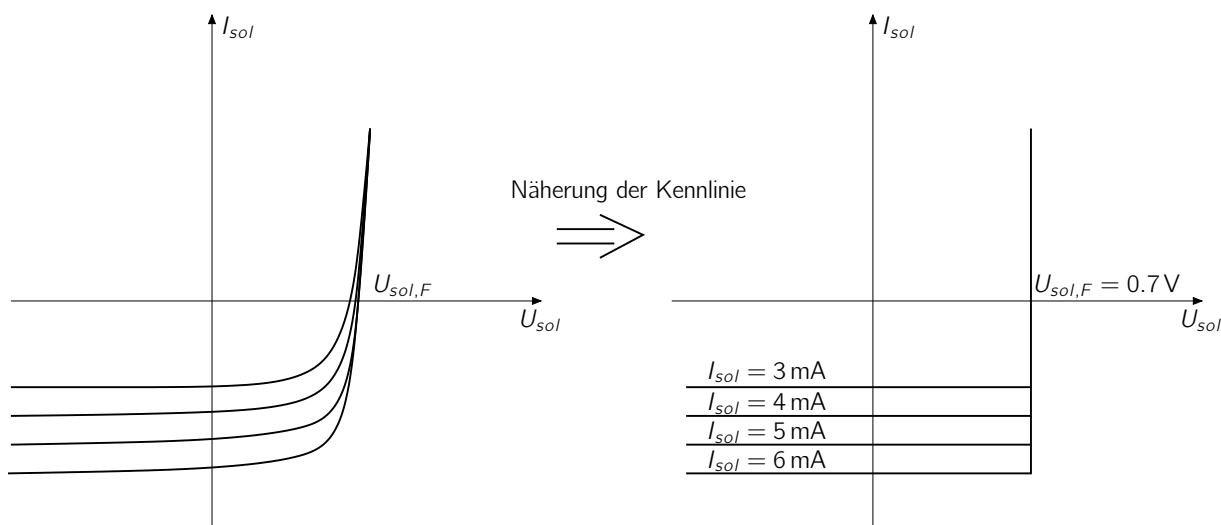 I_sol
I_sol
Näherung der Kennlinie
U_sol,F
U_sol
U_sol,F = 0.7 V
U_sol
I_sol = 3 mA
I_sol = 4 mA
I_sol = 5 mA
I_sol = 6 mA